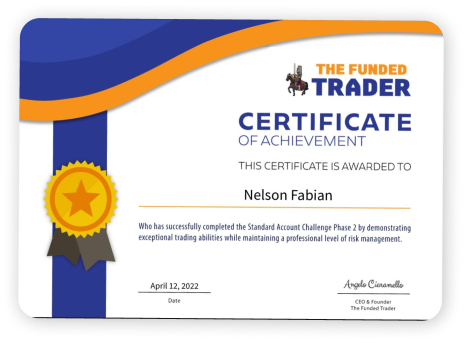 THE FUNDED
TRADER
CERTIFICATE
OF ACHIEVEMENT
THIS CERTIFICATE IS AWARDED TO
Nelson Fabian
Who has successfully completed the Standard Account Challenge Phase 2 by demonstrating
exceptional trading abilities while maintaining a professional level of risk management.
April 12, 2022
Date
Angelo Ciaramello
CEO & Founder
The Funded Trader